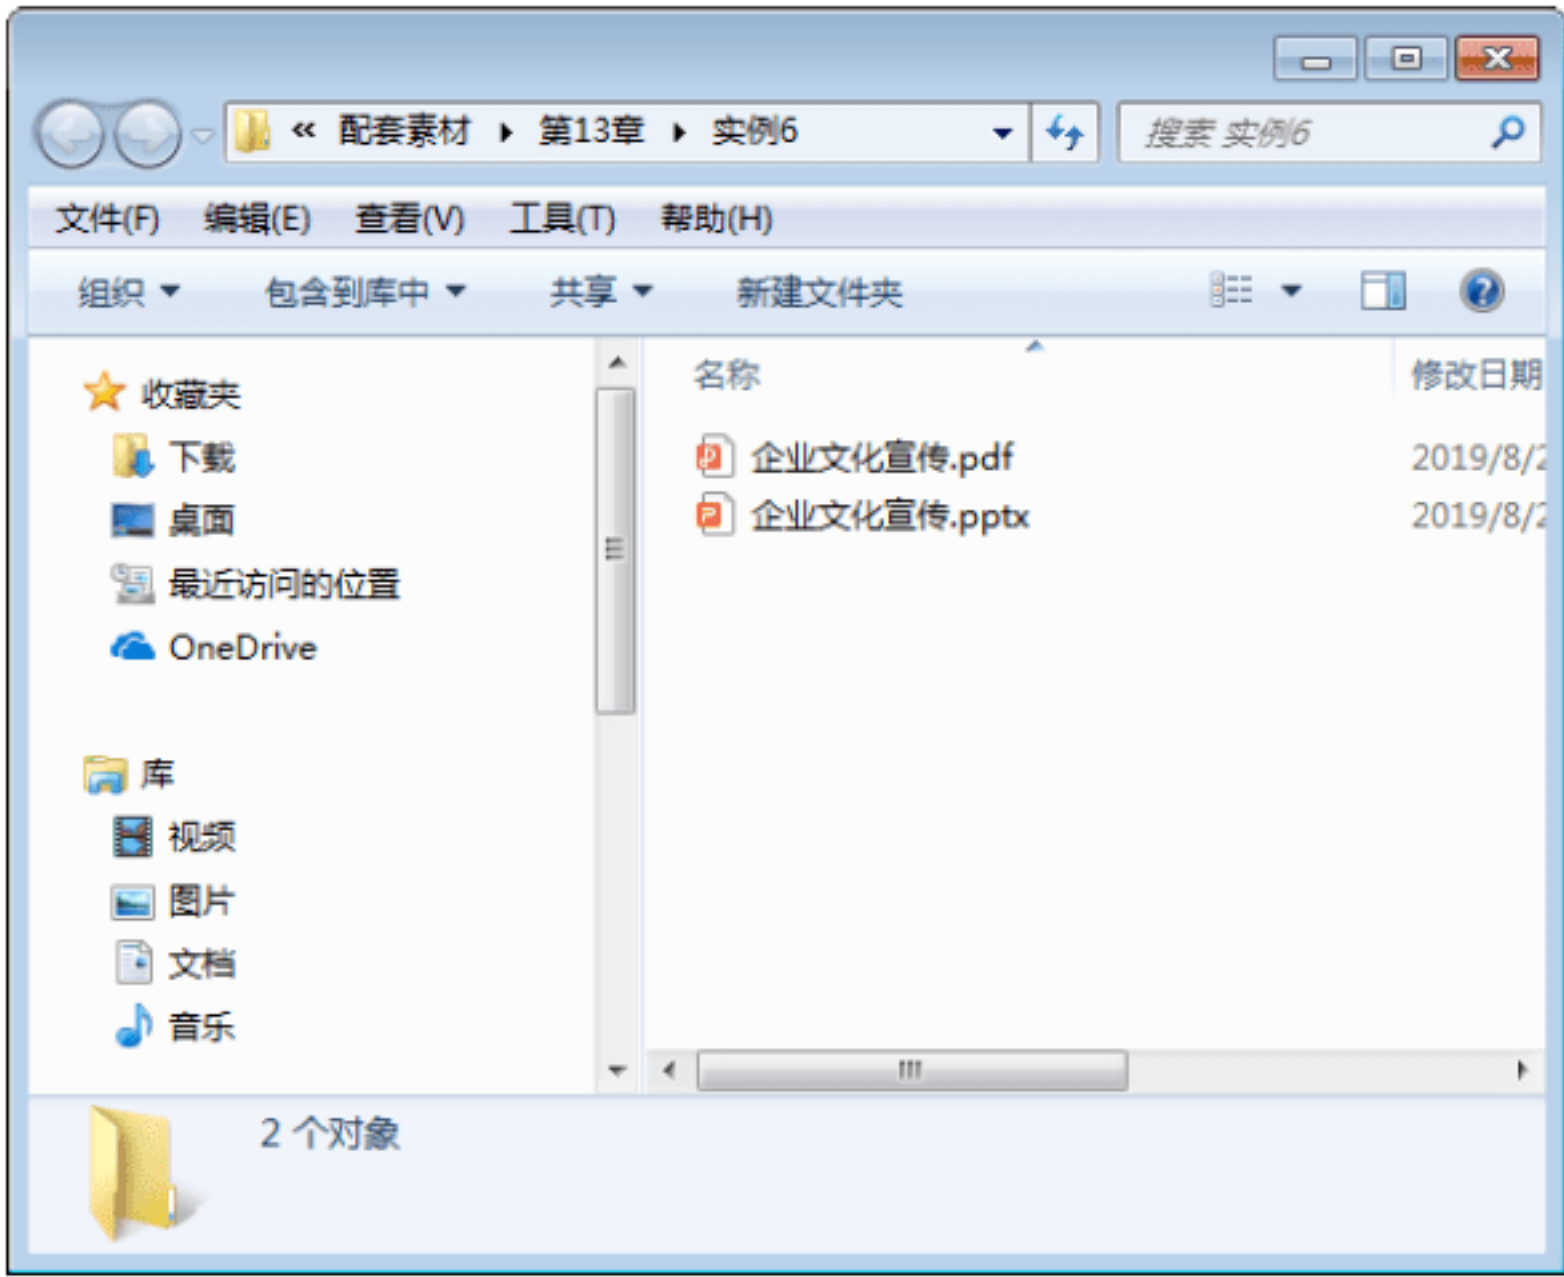 « 配套素材 ▸ 第13章 ▸ 实例6 搜索 实例6
文件(F) 编辑(E) 查看(V) 工具(T) 帮助(H)
组织 包含到库中 共享 新建文件夹
收藏夹
下载
桌面
最近访问的位置
OneDrive
库
视频
图片
文档
音乐
名称 修改日期
企业文化宣传.pdf 2019/8/2
企业文化宣传.pptx 2019/8/2
2 个对象